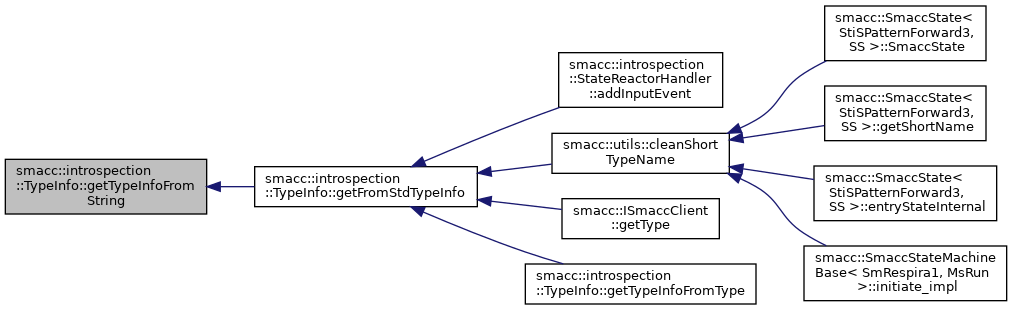 smacc::introspection
::TypeInfo::getTypeInfoFrom
String
smacc::introspection
::TypeInfo::getFromStdTypeInfo
smacc::introspection
::StateReactorHandler
::addInputEvent
smacc::utils::cleanShort
TypeName
smacc::ISmaccClient
::getType
smacc::introspection
::TypeInfo::getTypeInfoFromType
smacc::SmaccState<
StiSPatternForward3,
SS >::SmaccState
smacc::SmaccState<
StiSPatternForward3,
SS >::getShortName
smacc::SmaccState<
StiSPatternForward3,
SS >::entryStateInternal
smacc::SmaccStateMachine
Base< SmRespira1, MsRun
>::initiate_impl